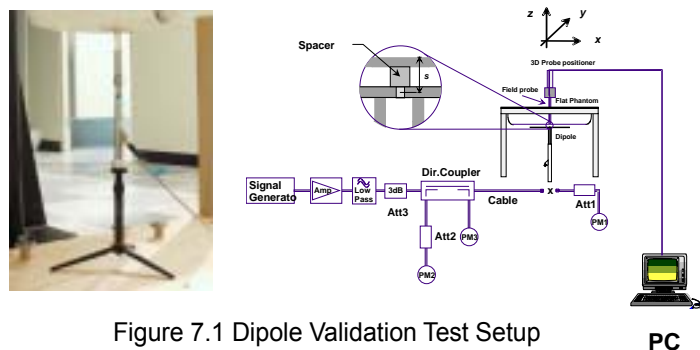 z
y
x
Spacer
s
3D Probe positioner
Field probe
Flat Phantom
Dipole
Signal
Generato
Amp
Low
Pass
3dB
Att3
Dir.Coupler
Cable
x
Att1
PM1
Att2
PM3
PM2
PC
Figure 7.1 Dipole Validation Test Setup